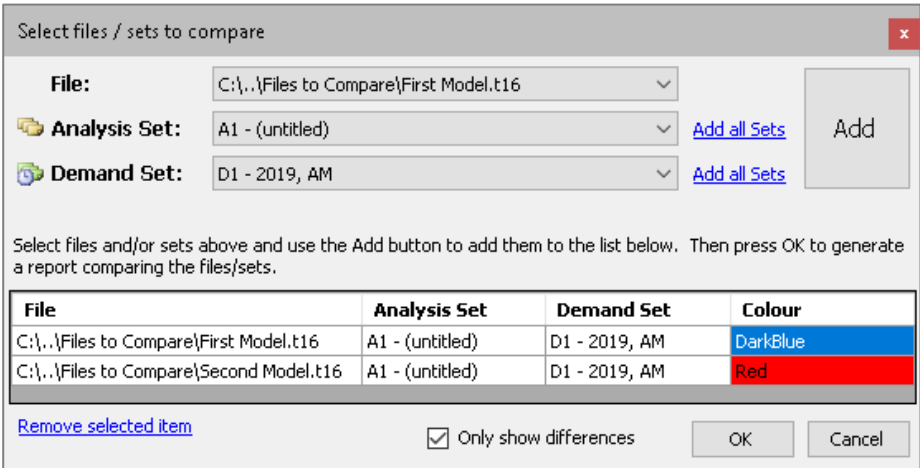 Select files / sets to compare
x
File: C:\..\Files to Compare\First Model.t16
Analysis Set: A1 - (untitled) Add all Sets Add
Demand Set: D1 - 2019, AM Add all Sets
Select files and/or sets above and use the Add button to add them to the list below. Then press OK to generate
a report comparing the files/sets.
File Analysis Set Demand Set Colour
C:\..\Files to Compare\First Model.t16 A1 - (untitled) D1 - 2019, AM DarkBlue
C:\..\Files to Compare\Second Model.t16 A1 - (untitled) D1 - 2019, AM Red
Remove selected item Only show differences OK Cancel